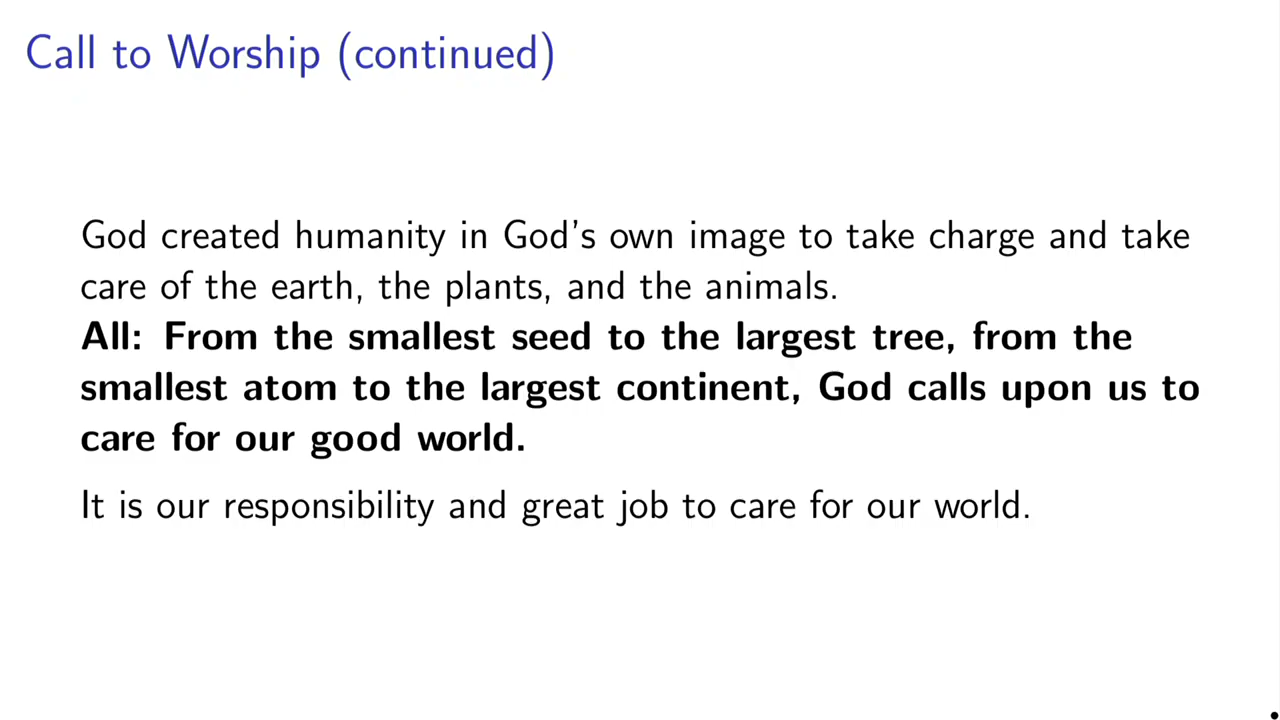 Call to Worship (continued)
God created humanity in God's own image to take charge and take
care of the earth, the plants, and the animals.
All: From the smallest seed to the largest tree, from the
smallest atom to the largest continent, God calls upon us to
care for our good world.
It is our responsibility and great job to care for our world.